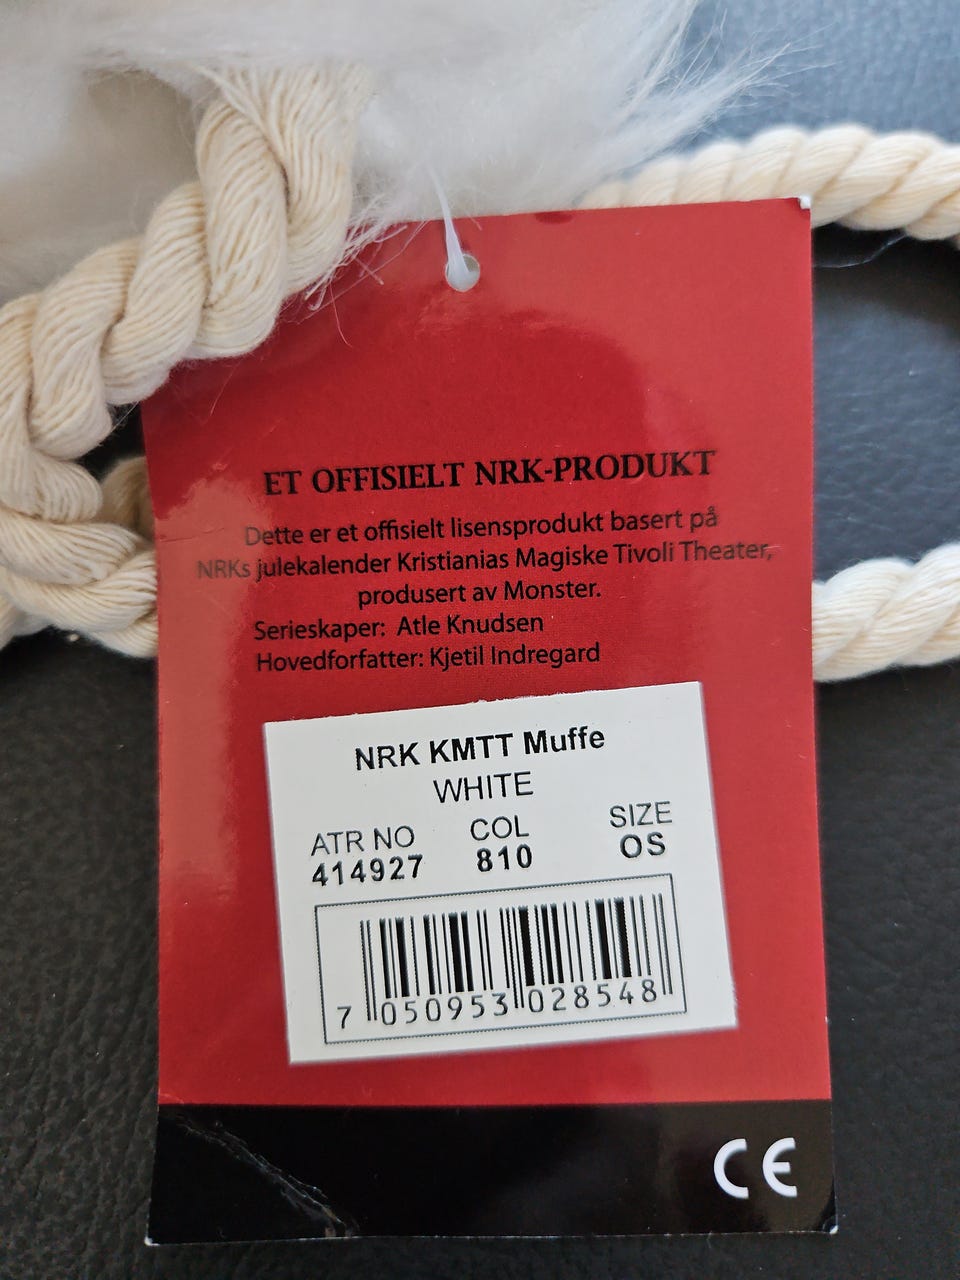 ET OFFISIELT NRK-PRODUKT
Dette er et offisielt lisensprodukt basert på
NRKs julekalender Kristianias Magiske Tivoli Theater,
produsert av Monster.
Serieskaper: Atle Knudsen
Hovedforfatter: Kjetil Indregard
NRK KMTT Muffe
WHITE
ATR NO COL SIZE
414927 810 OS
7 050953 028548
CE